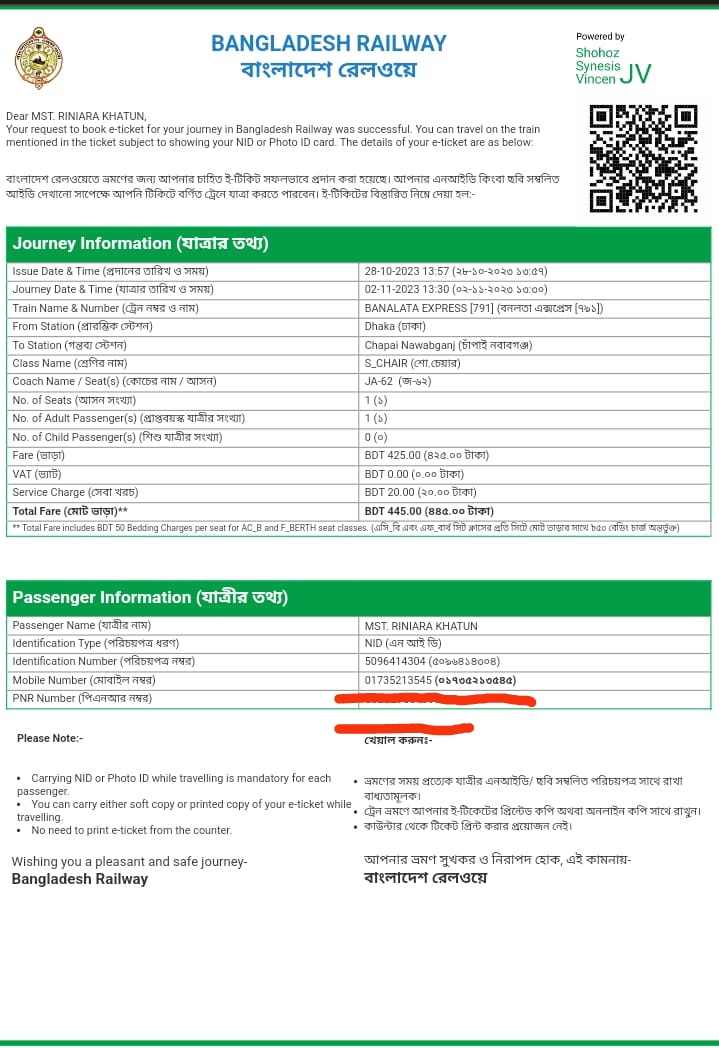 BANGLADESH RAILWAY
বাংলাদেশ রেলওয়ে
Powered by
Shohoz
Synesis
Vincen JV
Dear MST. RINIARA KHATUN,
Your request to book e-ticket for your journey in Bangladesh Railway was successful. You can travel on the train
mentioned in the ticket subject to showing your NID or Photo ID card. The details of your e-ticket are as below:
বাংলাদেশ রেলওয়েতে ভ্রমণের জন্য আপনার চাহিত ই-টিকিট সফলভাবে প্রদান করা হয়েছে। আপনার এনআইডি কিংবা ছবি সম্বলিত
আইডি দেখানো সাপেক্ষে আপনি টিকিটে বর্ণিত ট্রেনে যাত্রা করতে পারবেন। ই-টিকিটের বিস্তারিত নিম্নে দেয়া হল:-
Journey Information (যাত্রার তথ্য)
Issue Date & Time (প্রদানের তারিখ ও সময়) 28-10-2023 13:57 (২৮-১০-২০২৩ ১৩:৫৭)
Journey Date & Time (যাত্রার তারিখ ও সময়) 02-11-2023 13:30 (০২-১১-২০২৩ ১৩:৩০)
Train Name & Number (ট্রেন নম্বর ও নাম) BANALATA EXPRESS [791] (বনলতা এক্সপ্রেস [৭৯১])
From Station (প্রারম্ভিক স্টেশন) Dhaka (ঢাকা)
To Station (গন্তব্য স্টেশন) Chapai Nawabganj (চাঁপাই নবাবগঞ্জ)
Class Name (শ্রেণির নাম) S_CHAIR (শো.চেয়ার)
Coach Name / Seat(s) (কোচের নাম / আসন) JA-62 (জ-৬২)
No. of Seats (আসন সংখ্যা) 1 (১)
No. of Adult Passenger(s) (প্রাপ্তবয়স্ক যাত্রীর সংখ্যা) 1 (১)
No. of Child Passenger(s) (শিশু যাত্রীর সংখ্যা) 0 (০)
Fare (ভাড়া) BDT 425.00 (৪২৫.০০ টাকা)
VAT (ভ্যাট) BDT 0.00 (০.০০ টাকা)
Service Charge (সেবা খরচ) BDT 20.00 (২০.০০ টাকা)
Total Fare (মোট ভাড়া)** BDT 445.00 (৪৪৫.০০ টাকা)
** Total Fare includes BDT 50 Bedding Charges per seat for AC_B and F_BERTH seat classes. (এসি_বি এবং এফ_বার্থ সিট ক্লাসের প্রতি সিটে মোট ভাড়ার সাথে ৳৫০ বেডিং চার্জ অন্তর্ভুক্ত)
Passenger Information (যাত্রীর তথ্য)
Passenger Name (যাত্রীর নাম) MST. RINIARA KHATUN
Identification Type (পরিচয়পত্র ধরণ) NID (এন আই ডি)
Identification Number (পরিচয়পত্র নম্বর) 5096414304 (৫০৯৬৪১৪৩০৪)
Mobile Number (মোবাইল নম্বর) 01735213545 (০১৭৩৫২১৩৫৪৫)
PNR Number (পিএনআর নম্বর)
Please Note:-
• Carrying NID or Photo ID while travelling is mandatory for each
passenger.
• You can carry either soft copy or printed copy of your e-ticket while
travelling.
• No need to print e-ticket from the counter.
Wishing you a pleasant and safe journey-
Bangladesh Railway
খেয়াল করুনঃ-
• ভ্রমণের সময় প্রত্যেক যাত্রীর এনআইডি/ ছবি সম্বলিত পরিচয়পত্র সাথে রাখা
বাধ্যতামূলক।
• ট্রেন ভ্রমণে আপনার ই-টিকেটের প্রিন্টেড কপি অথবা অনলাইন কপি সাথে রাখুন।
• কাউন্টার থেকে টিকেট প্রিন্ট করার প্রয়োজন নেই।
আপনার ভ্রমণ সুখকর ও নিরাপদ হোক, এই কামনায়-
বাংলাদেশ রেলওয়ে